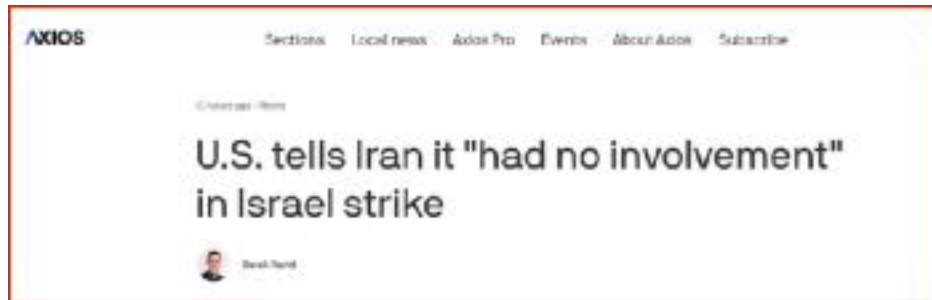 AXIOS
Sections Local news Axios Pro Events About Axios Subscribe
U.S. tells Iran it "had no involvement"
in Israel strike